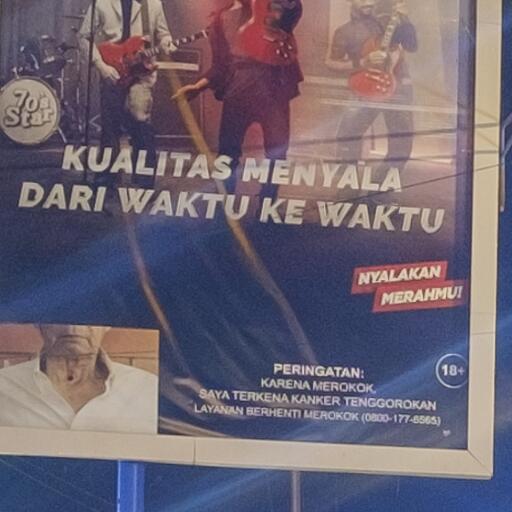 70s
Star
KUALITAS MENYALA
DARI WAKTU KE WAKTU
NYALAKAN
MERAHMU!
PERINGATAN:
KARENA MEROKOK,
SAYA TERKENA KANKER TENGGOROKAN
LAYANAN BERHENTI MEROKOK (0800-177-6565)
18+